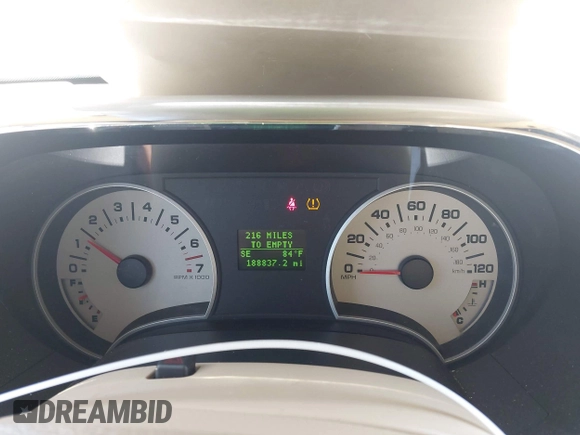 216 MILES
TO EMPTY
SE 84°F
188837.2 mi
0 1 2 3 4 5 6 7
RPM X 1000
F
E
0 20 40 60 80 100 120
MPH
km/h
H
C
DREAMBID